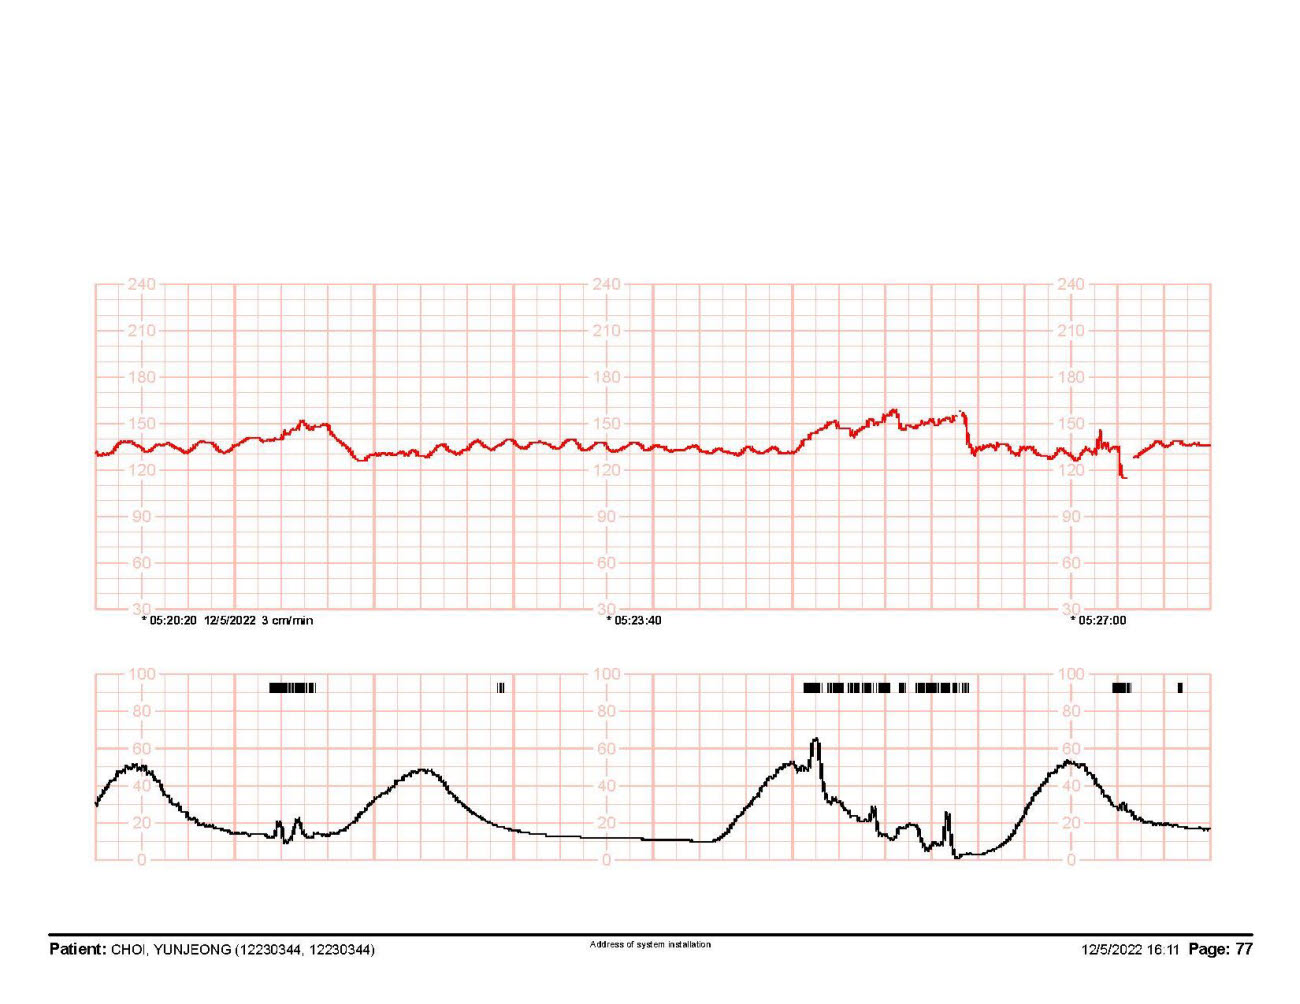 240 240 240
210 210 210
180 180 180
150 150 150
120 120 120
90 90 90
60 60 60
30 30 30
* 05:20:20 12/5/2022 3 cm/min * 05:23:40 * 05:27:00
100 100 100
80 80 80
60 60 60
40 40 40
20 20 20
0 0 0
Patient: CHOI, YUNJEONG (12230344, 12230344) Address of system installation 12/5/2022 16:11 Page: 77